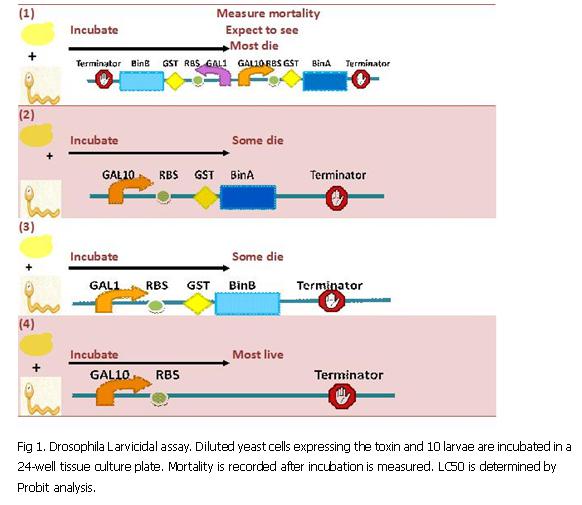 (1)
Measure mortality
Incubate Expect to see
+ Most die
Terminator BinB GST RBS GAL1 GAL10 RBS GST BinA Terminator
(2)
Incubate Some die
+
GAL10 RBS GST BinA Terminator
(3)
+
Incubate Some die
GAL1 RBS GST BinB Terminator
(4)
Incubate Most live
+
GAL10 RBS Terminator
Fig 1. Drosophila Larvicidal assay. Diluted yeast cells expressing the toxin and 10 larvae are incubated in a
24-well tissue culture plate. Mortality is recorded after incubation is measured. LC50 is determined by
Probit analysis.